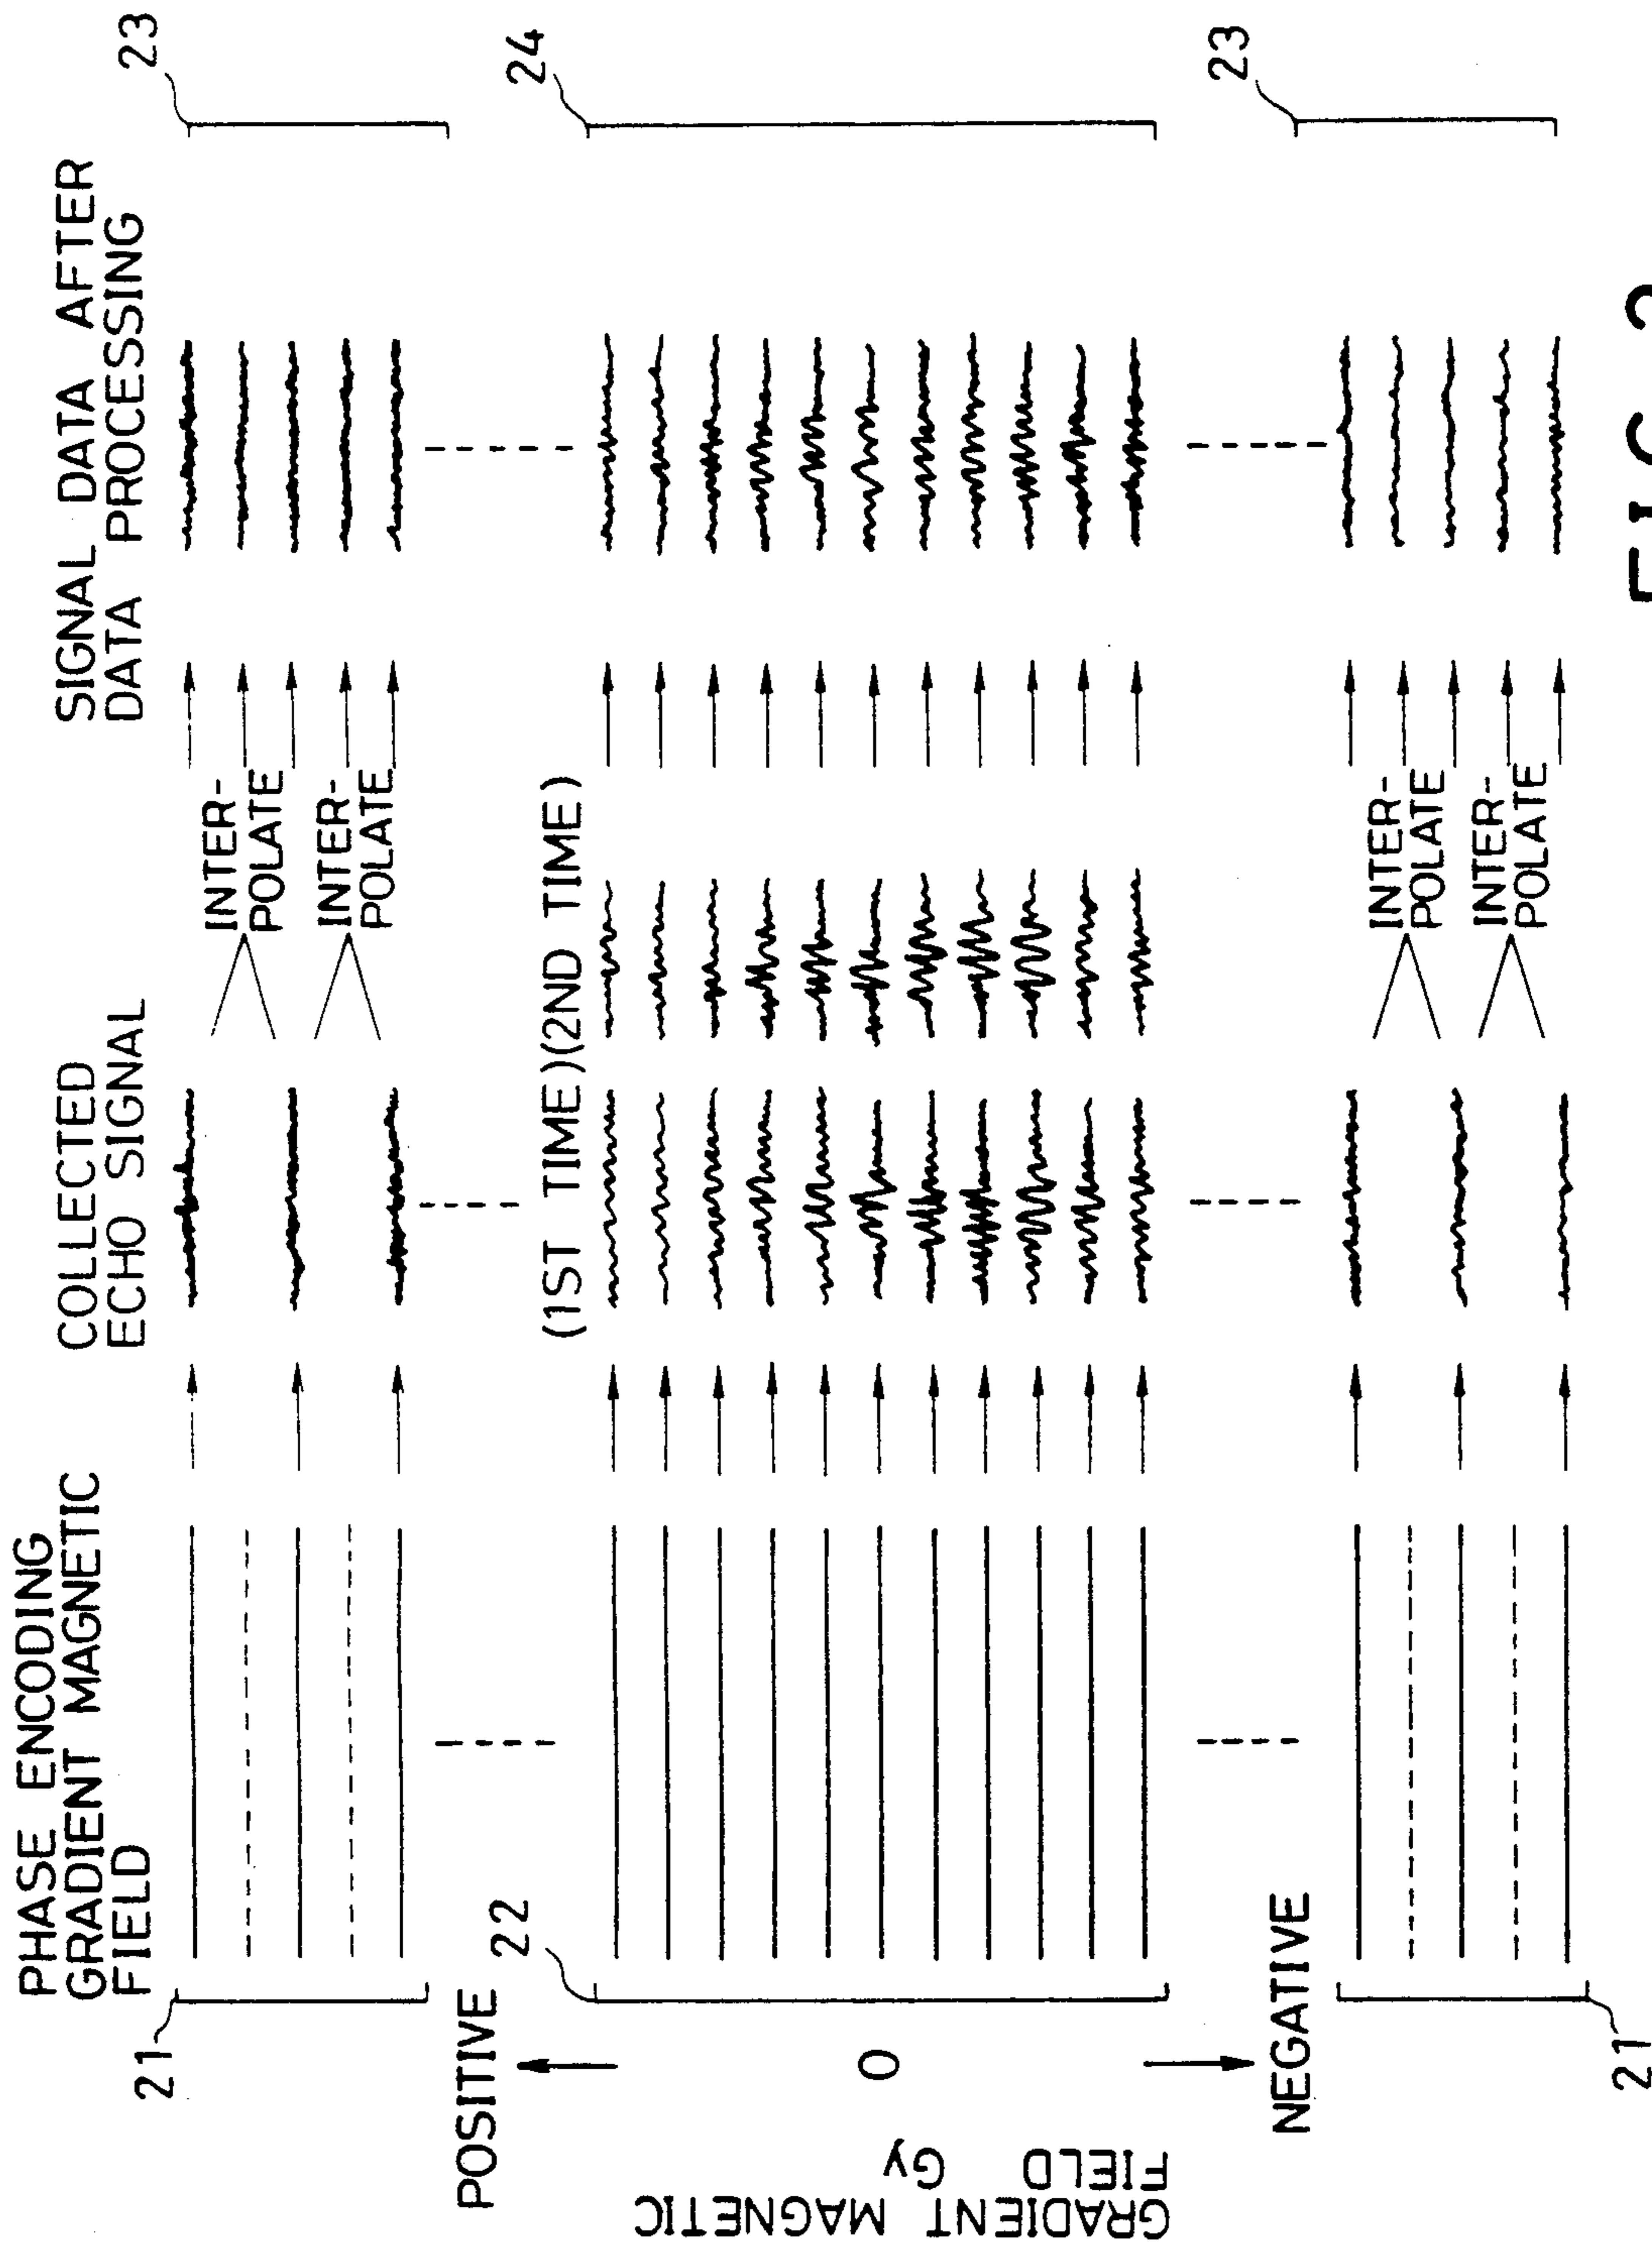 PHASE ENCODING
GRADIENT MAGNETIC
FIELD
COLLECTED
ECHO SIGNAL
SIGNAL DATA AFTER
DATA PROCESSING
21
INTER-
POLATE
INTER-
POLATE
23
POSITIVE
22
(1ST TIME)(2ND TIME)
24
GRADIENT MAGNETIC
FIELD Gy
0
NEGATIVE
21
INTER-
POLATE
INTER-
POLATE
23